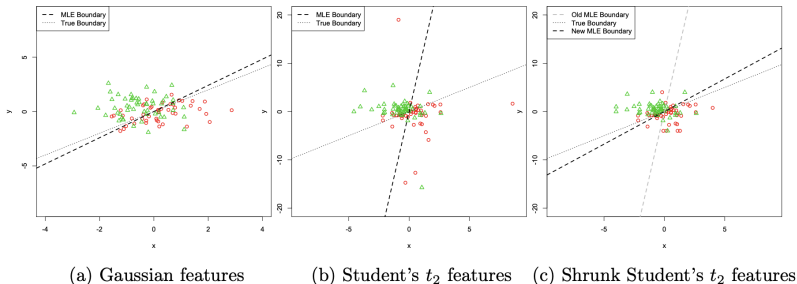 MLE Boundary
True Boundary
y
5
0
-5
-4
-2
0
2
4
x
(a) Gaussian features
MLE Boundary
True Boundary
y
20
10
0
-10
-20
-5
0
5
x
(b) Student's t2 features
Old MLE Boundary
True Boundary
New MLE Boundary
y
20
10
0
-10
-20
-5
0
5
x
(c) Shrunk Student's t2 features